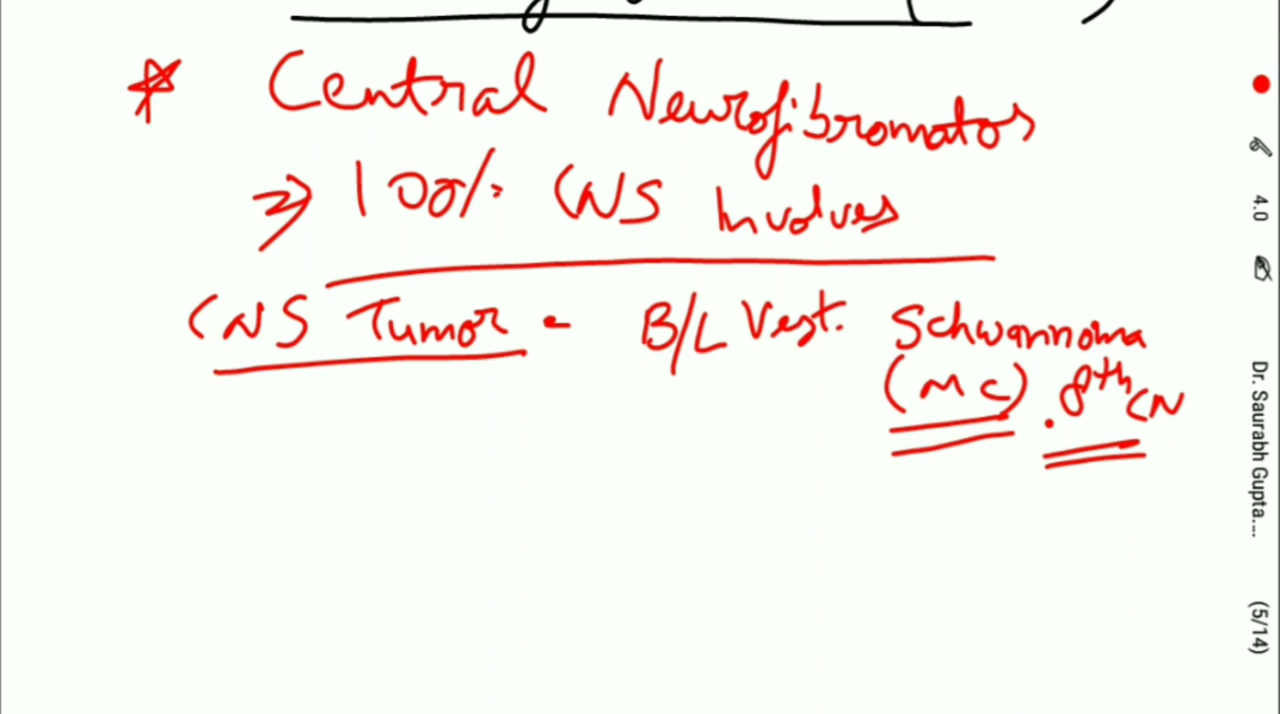 * Central Neurofibromatos
⇒ 100% CNS Involves
CNS Tumor - B/L Vest. Schwannoma
(MC). 8th CN
4.0
Dr. Saurabh Gupta...
(5/14)